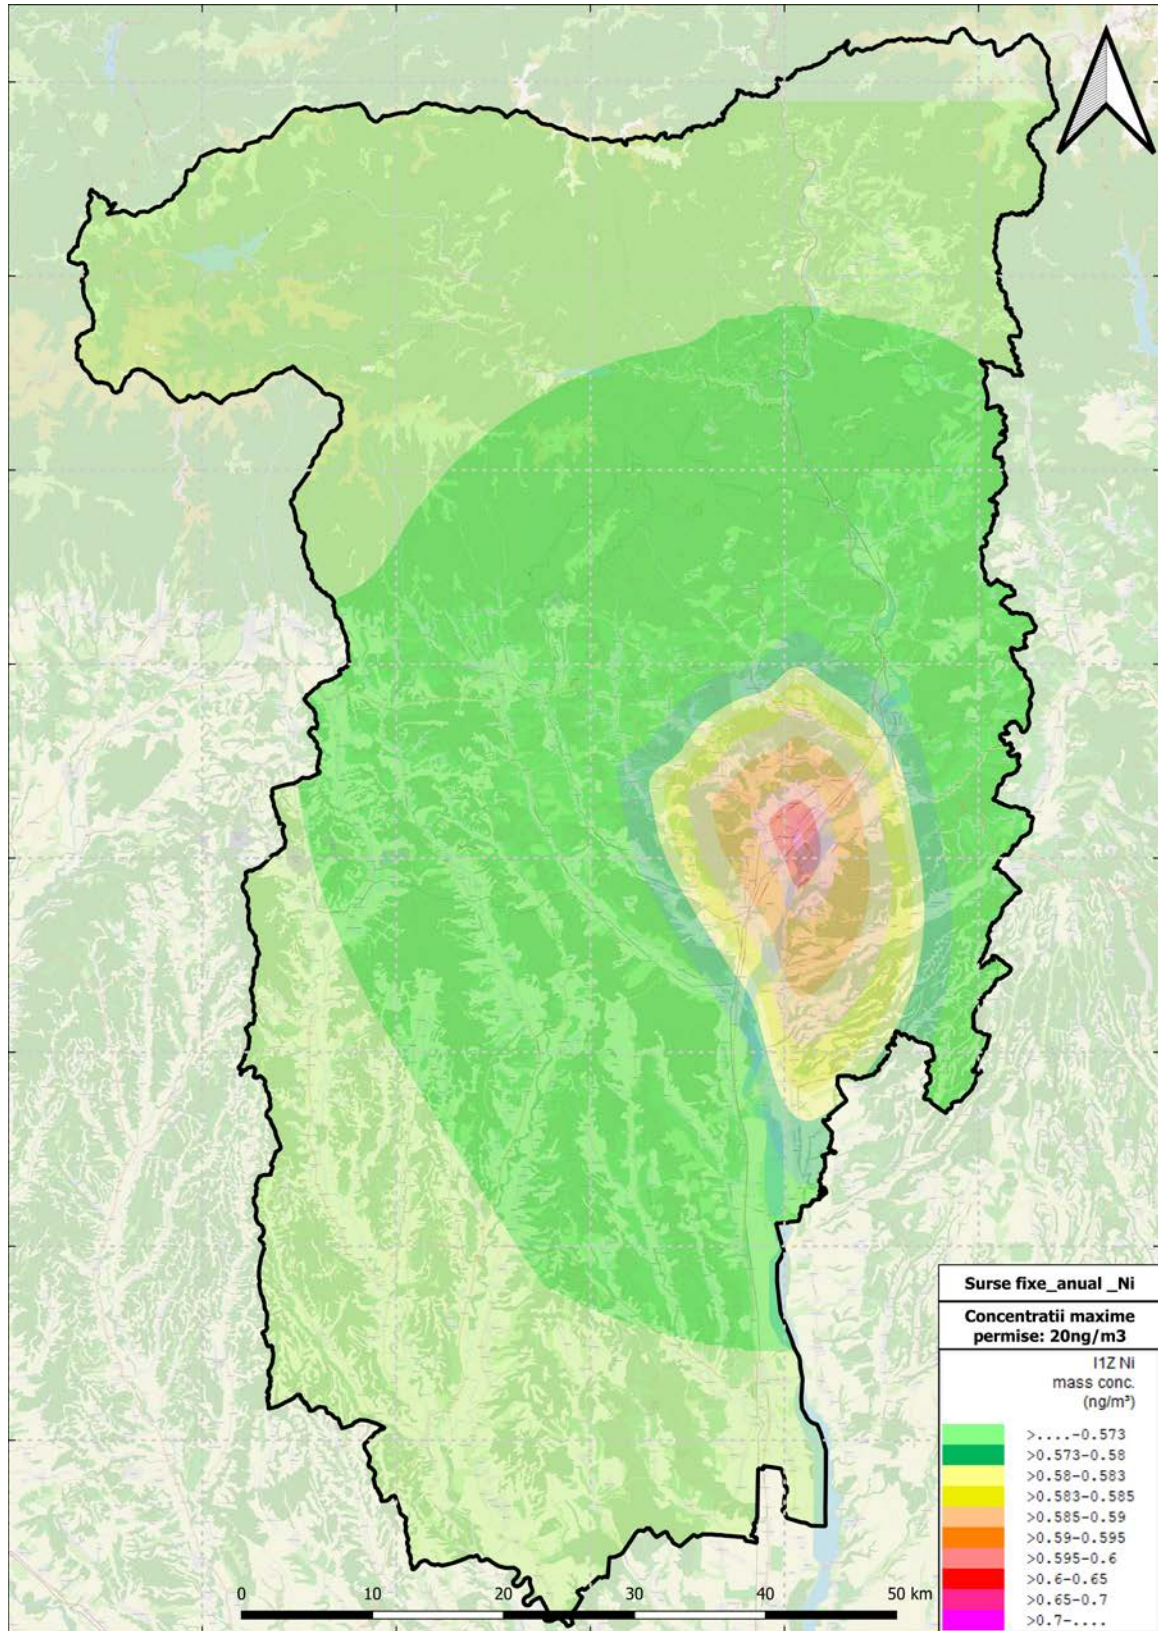 Surse fixe_anual _Ni
Concentratii maxime
permise: 20ng/m3
I1Z Ni
mass conc.
(ng/m³)
>....-0.573
>0.573-0.58
>0.58-0.583
>0.583-0.585
>0.585-0.59
>0.59-0.595
>0.595-0.6
>0.6-0.65
>0.65-0.7
>0.7-....
0 10 20 30 40 50 km